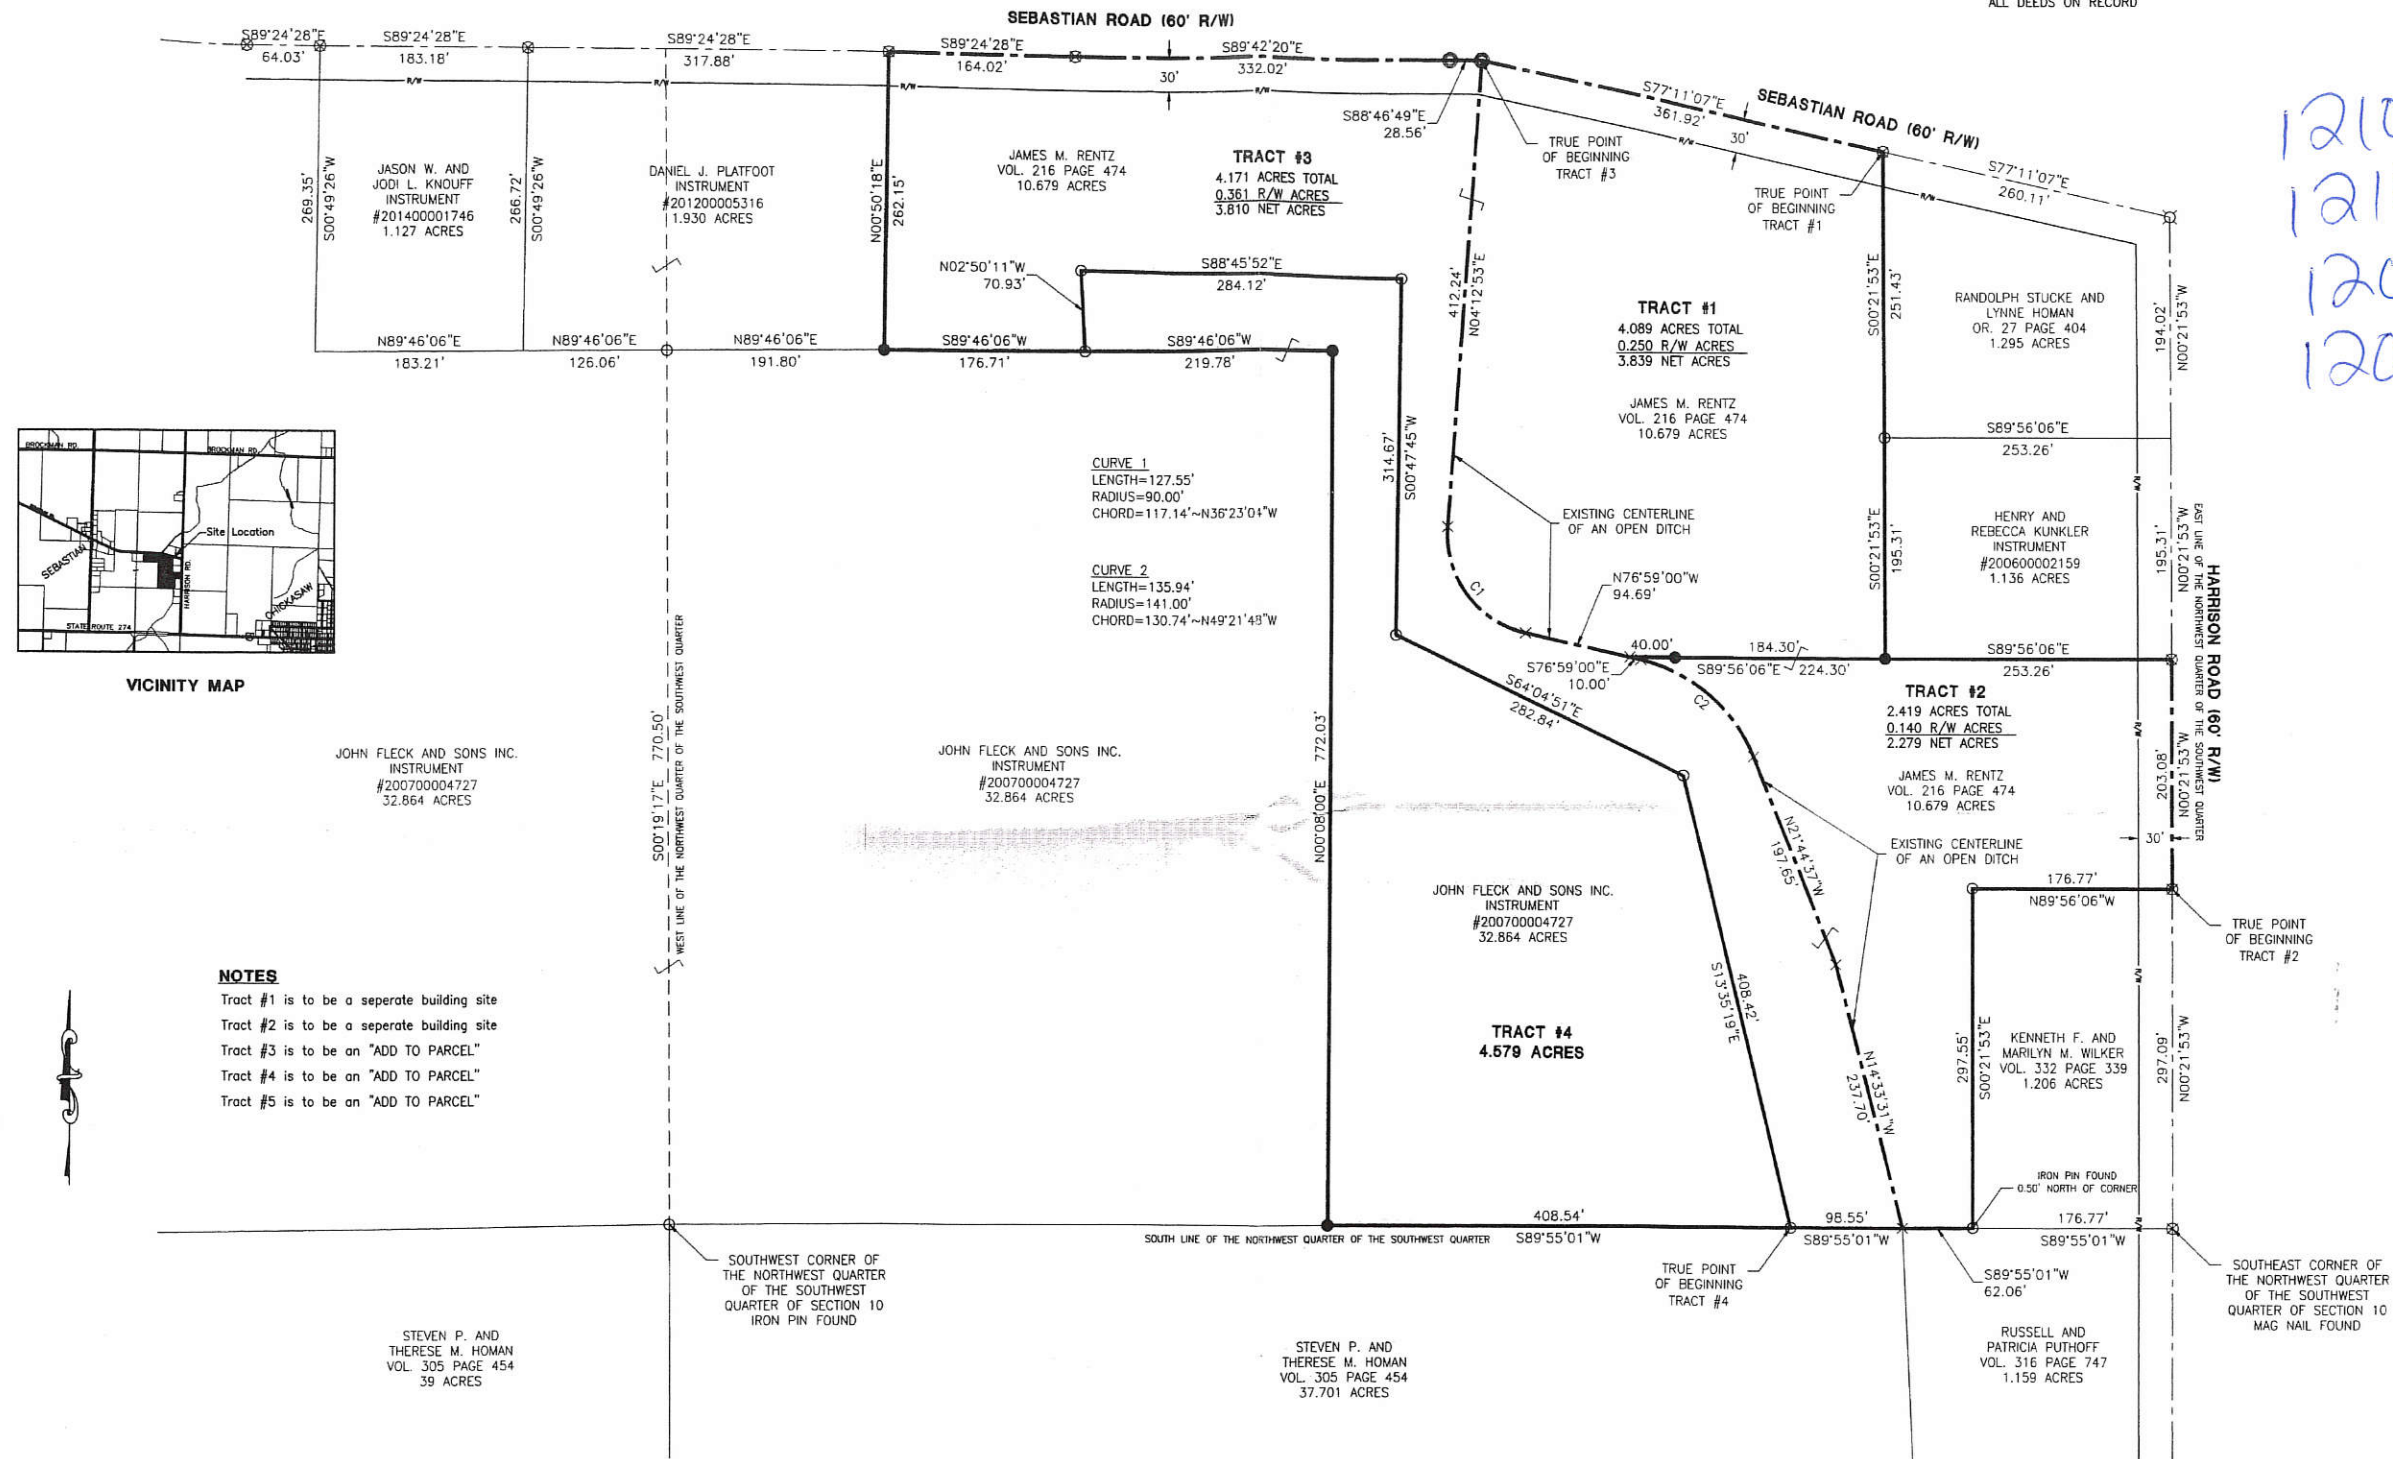 ALL DEEDS ON RECORD
SEBASTIAN ROAD (60' R/W)
S89°24'28"E
64.03'
S89°24'28"E
183.18'
S89°24'28"E
317.88'
S89°24'28"E
164.02'
S89°42'20"E
332.02'
30'
R/W
R/W
R/W
R/W
S88°46'49"E
28.56'
S77°11'07"E
361.92'
30'
R/W
SEBASTIAN ROAD (60' R/W)
S77°11'07"E
260.11'
R/W
TRUE POINT
OF BEGINNING
TRACT #3
TRUE POINT
OF BEGINNING
TRACT #1
269.35'
S00°49'26"W
JASON W. AND
JODI L. KNOUFF
INSTRUMENT
#201400001746
1.127 ACRES
266.72'
S00°49'26"W
DANIEL J. PLATFOOT
INSTRUMENT
#201200005316
1.930 ACRES
N00°50'18"E
262.15'
JAMES M. RENTZ
VOL. 216 PAGE 474
10.679 ACRES
TRACT #3
4.171 ACRES TOTAL
0.361 R/W ACRES
3.810 NET ACRES
N02°50'11"W
70.93'
S88°45'52"E
284.12'
412.24'
N04°12'53"E
TRACT #1
4.089 ACRES TOTAL
0.250 R/W ACRES
3.839 NET ACRES
JAMES M. RENTZ
VOL. 216 PAGE 474
10.679 ACRES
S00°21'53"E
251.43'
RANDOLPH STUCKE AND
LYNNE HOMAN
OR. 27 PAGE 404
1.295 ACRES
194.02'
N00°21'53"W
N89°46'06"E
183.21'
N89°46'06"E
126.06'
N89°46'06"E
191.80'
S89°46'06"W
176.71'
S89°46'06"W
219.78'
S89°56'06"E
253.26'
BROCKMAN RD.
BROCKMAN RD.
Site Location
SEBASTIAN
HARRISON RD.
CHICKASAW
STATE ROUTE 274
VICINITY MAP
CURVE 1
LENGTH=127.55'
RADIUS=90.00'
CHORD=117.14'~N36°23'04"W
CURVE 2
LENGTH=135.94'
RADIUS=141.00'
CHORD=130.74'~N49°21'48"W
314.67'
S00°47'45"W
EXISTING CENTERLINE
OF AN OPEN DITCH
C1
N76°59'00"W
94.69'
S00°21'53"E
195.31'
HENRY AND
REBECCA KUNKLER
INSTRUMENT
#200600002159
1.136 ACRES
R/W
195.31'
N00°21'53"W
EAST LINE OF THE NORTHWEST QUARTER OF THE SOUTHWEST QUARTER
HARRISON ROAD (60' R/W)
40.00'
184.30'
S76°59'00"E
10.00'
S89°56'06"E
224.30'
S89°56'06"E
253.26'
S64°04'51"E
282.84'
C2
TRACT #2
2.419 ACRES TOTAL
0.140 R/W ACRES
2.279 NET ACRES
JAMES M. RENTZ
VOL. 216 PAGE 474
10.679 ACRES
R/W
203.08'
N00°21'53"W
30'
S00°19'17"E 770.50'
WEST LINE OF THE NORTHWEST QUARTER OF THE SOUTHWEST QUARTER
JOHN FLECK AND SONS INC.
INSTRUMENT
#200700004727
32.864 ACRES
JOHN FLECK AND SONS INC.
INSTRUMENT
#200700004727
32.864 ACRES
N00°08'00"E 772.03'
N21°44'37"W
197.65'
EXISTING CENTERLINE
OF AN OPEN DITCH
JOHN FLECK AND SONS INC.
INSTRUMENT
#200700004727
32.864 ACRES
176.77'
N89°56'06"W
TRUE POINT
OF BEGINNING
TRACT #2
NOTES
Tract #1 is to be a seperate building site
Tract #2 is to be a seperate building site
Tract #3 is to be an "ADD TO PARCEL"
Tract #4 is to be an "ADD TO PARCEL"
Tract #5 is to be an "ADD TO PARCEL"
TRACT #4
4.579 ACRES
408.42'
S13°35'19"E
N14°33'31"W
237.70'
297.55'
S00°21'53"E
KENNETH F. AND
MARILYN M. WILKER
VOL. 332 PAGE 339
1.206 ACRES
R/W
297.09'
N00°21'53"W
IRON PIN FOUND
0.50' NORTH OF CORNER
R/W
408.54'
S89°55'01"W
98.55'
S89°55'01"W
176.77'
S89°55'01"W
SOUTH LINE OF THE NORTHWEST QUARTER OF THE SOUTHWEST QUARTER
S89°55'01"W
62.06'
SOUTHWEST CORNER OF
THE NORTHWEST QUARTER
OF THE SOUTHWEST
QUARTER OF SECTION 10
IRON PIN FOUND
TRUE POINT
OF BEGINNING
TRACT #4
SOUTHEAST CORNER OF
THE NORTHWEST QUARTER
OF THE SOUTHWEST
QUARTER OF SECTION 10
MAG NAIL FOUND
STEVEN P. AND
THERESE M. HOMAN
VOL. 305 PAGE 454
39 ACRES
STEVEN P. AND
THERESE M. HOMAN
VOL. 305 PAGE 454
37.701 ACRES
RUSSELL AND
PATRICIA PUTHOFF
VOL. 316 PAGE 747
1.159 ACRES